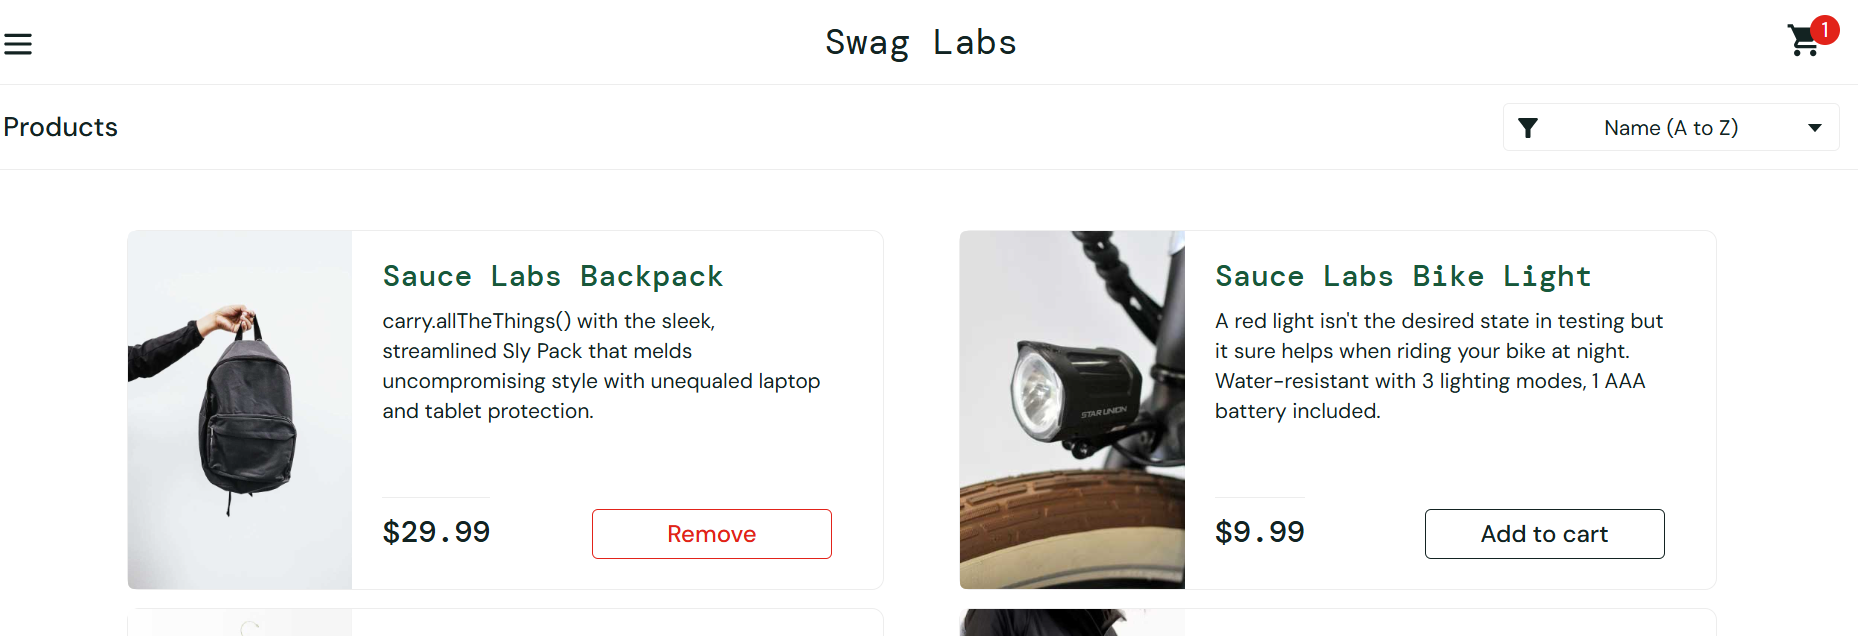 Swag Labs
1
Products
Name (A to Z)
Sauce Labs Backpack
carry.allTheThings() with the sleek,
streamlined Sly Pack that melds
uncompromising style with unequaled laptop
and tablet protection.
$29.99
Remove
Sauce Labs Bike Light
A red light isn't the desired state in testing but
it sure helps when riding your bike at night.
Water-resistant with 3 lighting modes, 1 AAA
battery included.
$9.99
Add to cart
STAR UNION